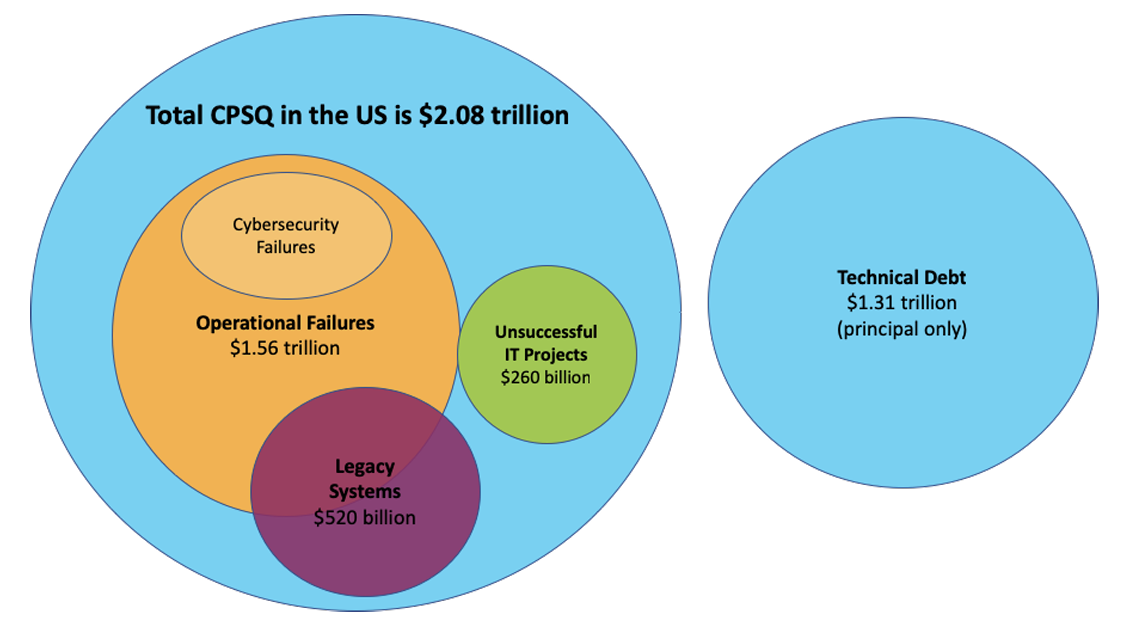 Total CPSQ in the US is $2.08 trillion
Cybersecurity
Failures
Operational Failures
$1.56 trillion
Unsuccessful
IT Projects
$260 billion
Legacy
Systems
$520 billion
Technical Debt
$1.31 trillion
(principal only)